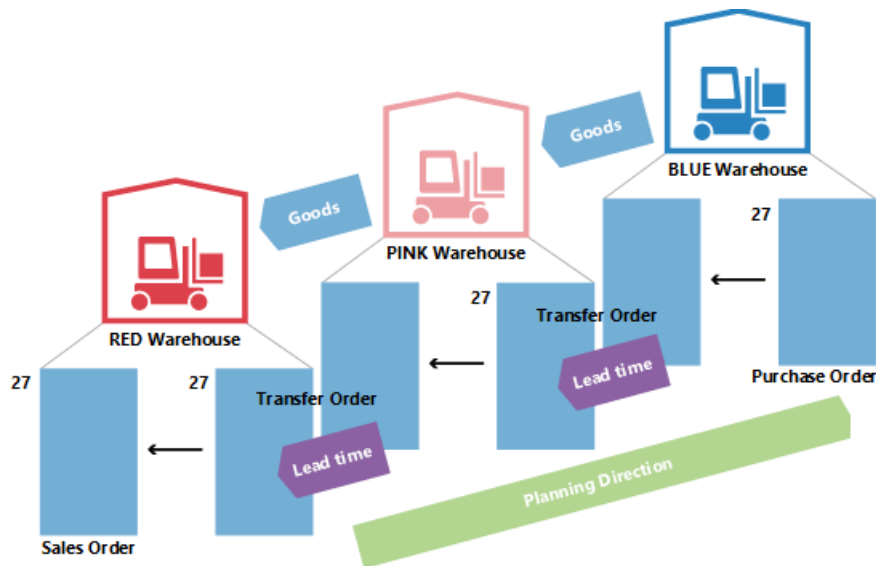 Goods
BLUE Warehouse
Goods
27
PINK Warehouse
27
Transfer Order
RED Warehouse
Lead time
Purchase Order
27
27
Transfer Order
Lead time
Planning Direction
Sales Order